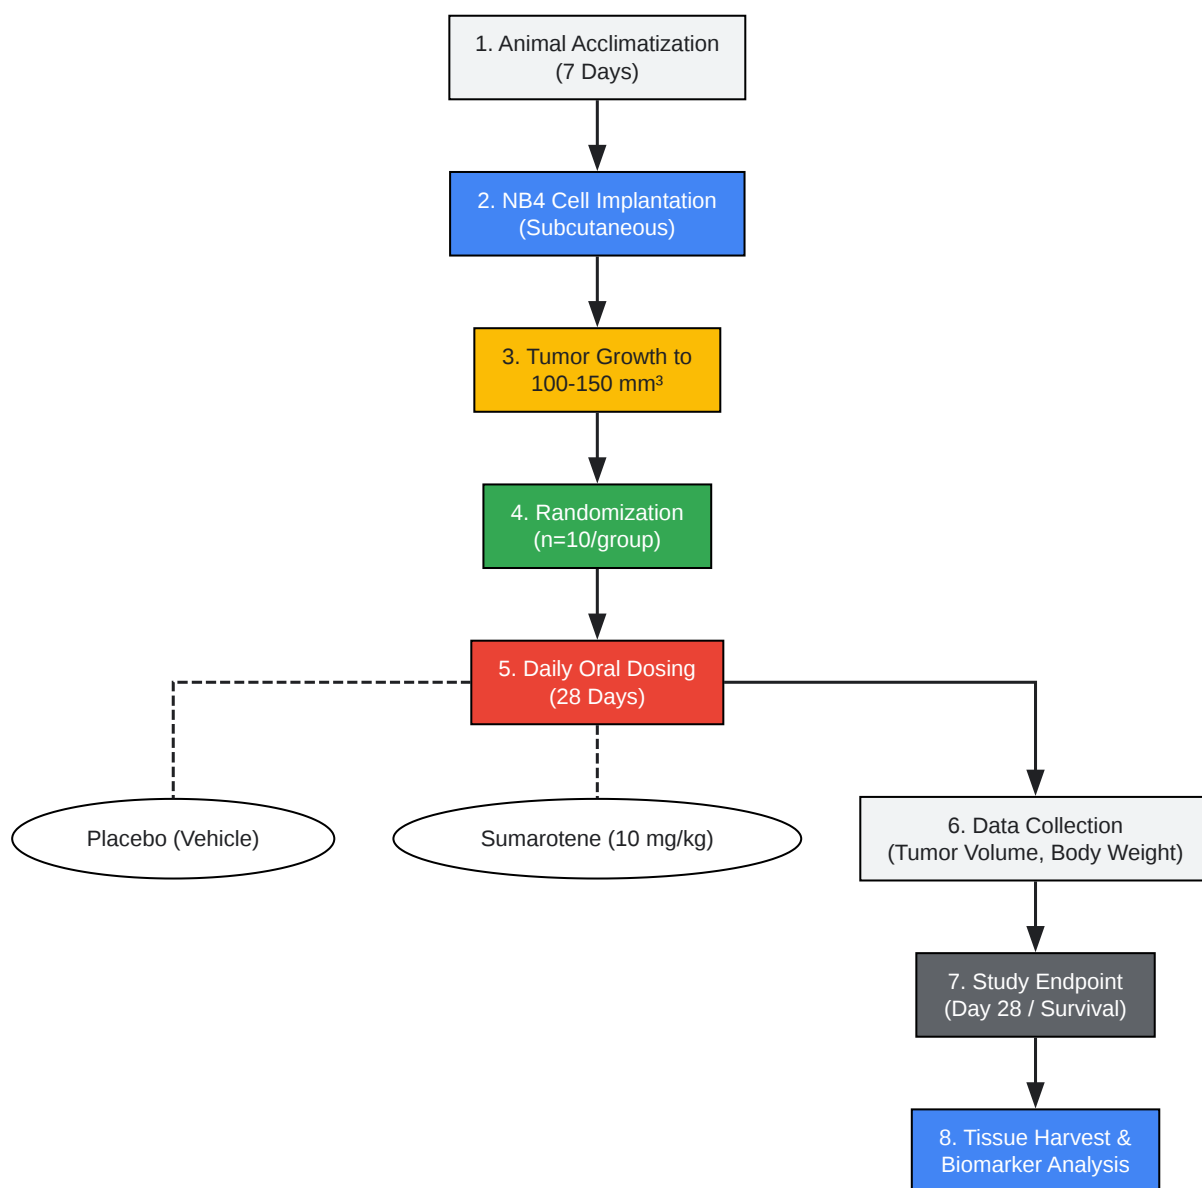 1. Animal Acclimatization
(7 Days)
2. NB4 Cell Implantation
(Subcutaneous)
3. Tumor Growth to
100-150 mm³
4. Randomization
(n=10/group)
5. Daily Oral Dosing
(28 Days)
Placebo (Vehicle)
Sumarotene (10 mg/kg)
6. Data Collection
(Tumor Volume, Body Weight)
7. Study Endpoint
(Day 28 / Survival)
8. Tissue Harvest &
Biomarker Analysis